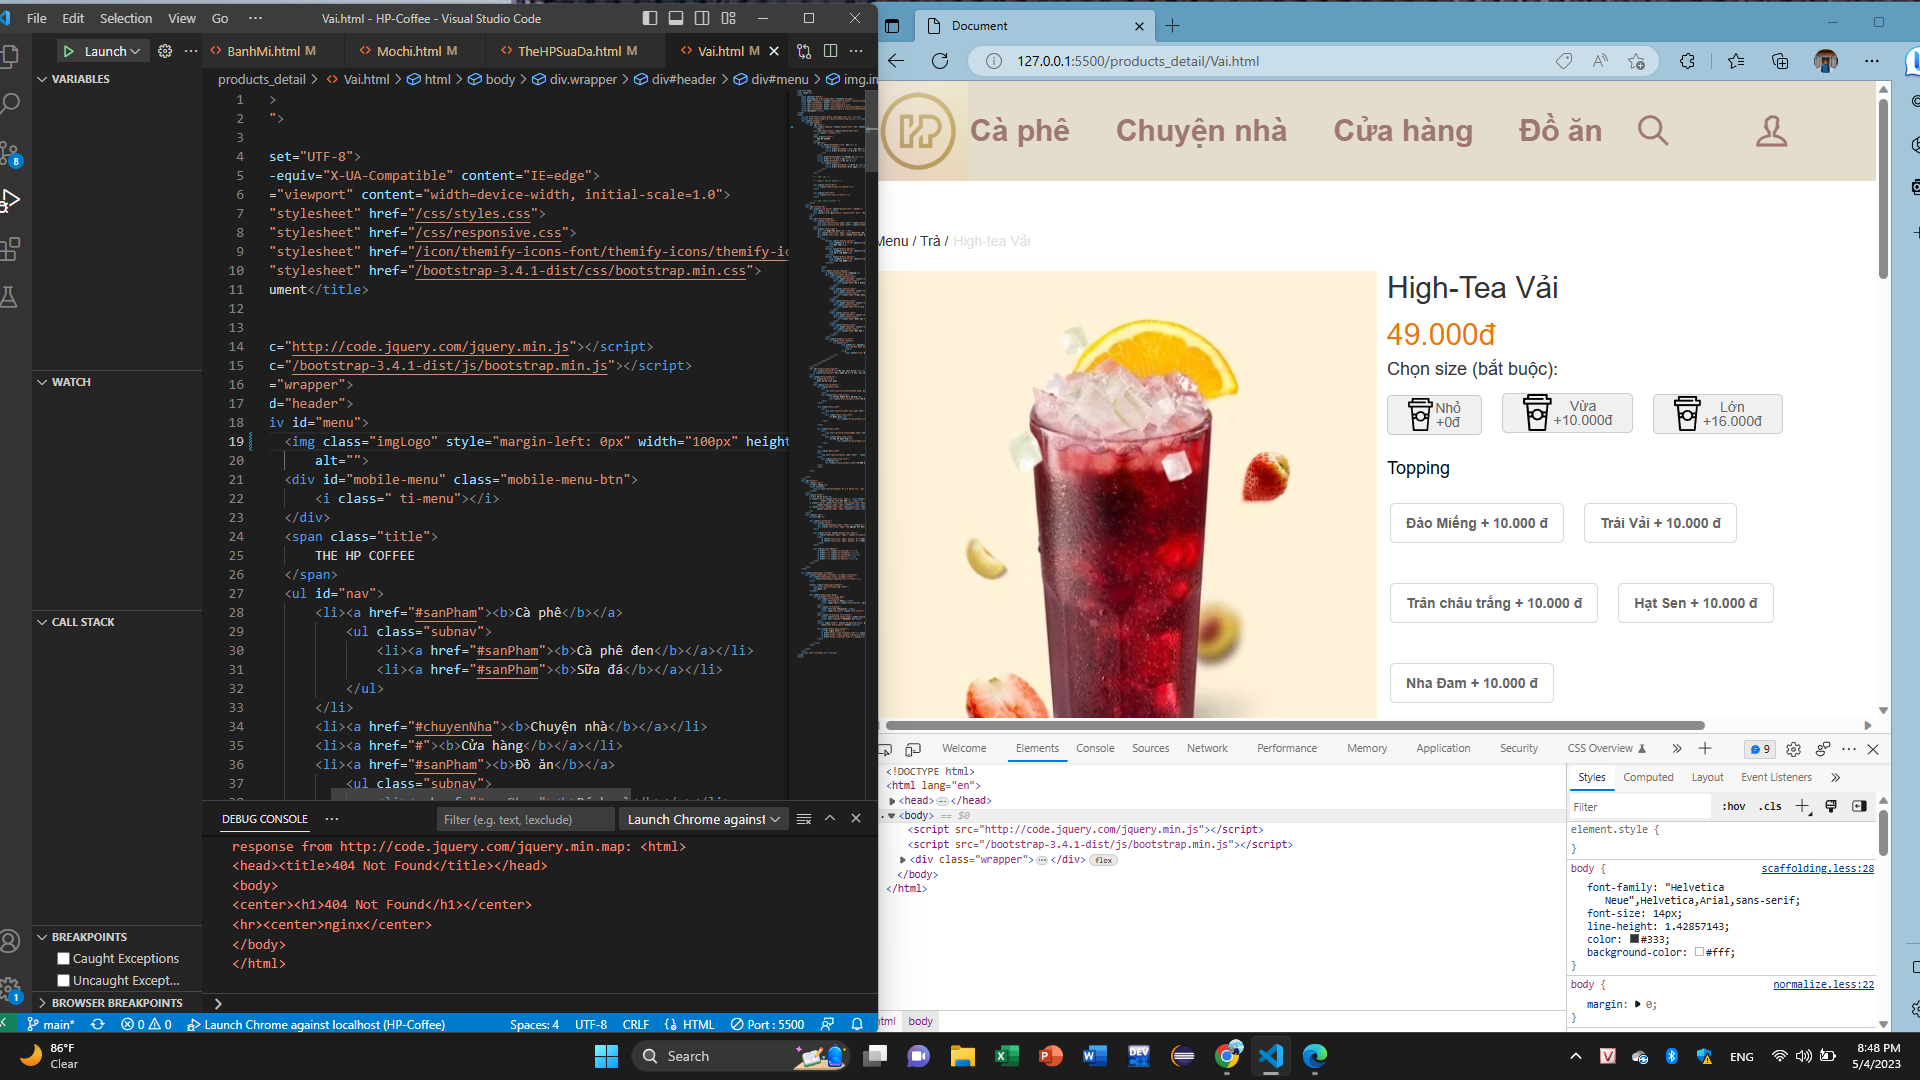 File Edit Selection View Go ··· Vai.html - HP-Coffee - Visual Studio Code
Launch
BanhMi.html M Mochi.html M TheHPSuaDa.html M Vai.html M
products_detail > Vai.html > html > body > div.wrapper > div#header > div#menu > img.in
VARIABLES
WATCH
CALL STACK
BREAKPOINTS
Caught Exceptions
Uncaught Except...
BROWSER BREAKPOINTS
8
1
1 >
2 ">
3
4 set="UTF-8">
5 -equiv="X-UA-Compatible" content="IE=edge">
6 ="viewport" content="width=device-width, initial-scale=1.0">
7 "stylesheet" href="/css/styles.css">
8 "stylesheet" href="/css/responsive.css">
9 "stylesheet" href="/icon/themify-icons-font/themify-icons/themify-ic
10 "stylesheet" href="/bootstrap-3.4.1-dist/css/bootstrap.min.css">
11 ument</title>
12
13
14 c="http://code.jquery.com/jquery.min.js"></script>
15 c="/bootstrap-3.4.1-dist/js/bootstrap.min.js"></script>
16 ="wrapper">
17 d="header">
18 iv id="menu">
19 <img class="imgLogo" style="margin-left: 0px" width="100px" height
20 alt="">
21 <div id="mobile-menu" class="mobile-menu-btn">
22 <i class=" ti-menu"></i>
23 </div>
24 <span class="title">
25 THE HP COFFEE
26 </span>
27 <ul id="nav">
28 <li><a href="#sanPham"><b>Cà phê</b></a>
29 <ul class="subnav">
30 <li><a href="#sanPham"><b>Cà phê đen</b></a></li>
31 <li><a href="#sanPham"><b>Sữa đá</b></a></li>
32 </ul>
33 </li>
34 <li><a href="#chuyenNha"><b>Chuyện nhà</b></a></li>
35 <li><a href="#"><b>Cửa hàng</b></a></li>
36 <li><a href="#sanPham"><b>Đồ ăn</b></a>
37 <ul class="subnav">
DEBUG CONSOLE ··· Filter (e.g. text, !exclude) Launch Chrome against
response from http://code.jquery.com/jquery.min.map: <html>
<head><title>404 Not Found</title></head>
<body>
<center><h1>404 Not Found</h1></center>
<hr><center>nginx</center>
</body>
</html>
main* 0 0 Launch Chrome against localhost (HP-Coffee) Spaces: 4 UTF-8 CRLF HTML Port : 5500
Document
127.0.0.1:5500/products_detail/Vai.html
HP Cà phê Chuyện nhà Cửa hàng Đồ ăn
Menu / Trà / High-tea Vải
High-Tea Vải
49.000đ
Chọn size (bắt buộc):
Nhỏ +0đ
Vừa +10.000đ
Lớn +16.000đ
Topping
Đào Miếng + 10.000 đ Trái Vải + 10.000 đ
Trân châu trắng + 10.000 đ Hạt Sen + 10.000 đ
Nha Đam + 10.000 đ
Welcome Elements Console Sources Network Performance Memory Application Security CSS Overview 9
<!DOCTYPE html>
<html lang="en">
<head>···</head>
<body> == $0
<script src="http://code.jquery.com/jquery.min.js"></script>
<script src="/bootstrap-3.4.1-dist/js/bootstrap.min.js"></script>
<div class="wrapper">···</div> flex
</body>
</html>
html body
Styles Computed Layout Event Listeners
Filter :hov .cls
element.style {
}
body { scaffolding.less:28
font-family: "Helvetica
Neue",Helvetica,Arial,sans-serif;
font-size: 14px;
line-height: 1.42857143;
color: #333;
background-color: #fff;
}
body { normalize.less:22
margin: 0;
}
86°F
Clear
Search
DEV
ENG
8:48 PM
5/4/2023